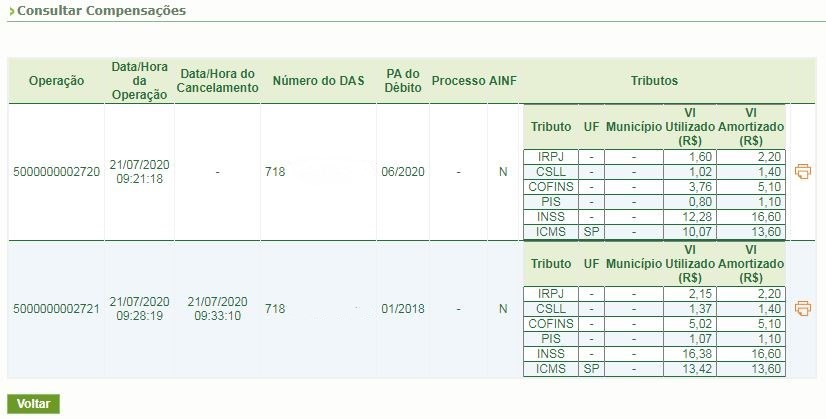 Consultar Compensações
Operação Data/Hora da Operação Data/Hora do Cancelamento Número do DAS PA do Débito Processo AINF Tributos
5000000002720 21/07/2020 09:21:18 - 718 06/2020 - N
Tributo UF Município Vl Utilizado (R$) Vl Amortizado (R$)
IRPJ - - 1,60 2,20
CSLL - - 1,02 1,40
COFINS - - 3,76 5,10
PIS - - 0,80 1,10
INSS - - 12,28 16,60
ICMS SP - 10,07 13,60
5000000002721 21/07/2020 09:28:19 21/07/2020 09:33:10 718 01/2018 - N
Tributo UF Município Vl Utilizado (R$) Vl Amortizado (R$)
IRPJ - - 2,15 2,20
CSLL - - 1,37 1,40
COFINS - - 5,02 5,10
PIS - - 1,07 1,10
INSS - - 16,38 16,60
ICMS SP - 13,42 13,60
Voltar